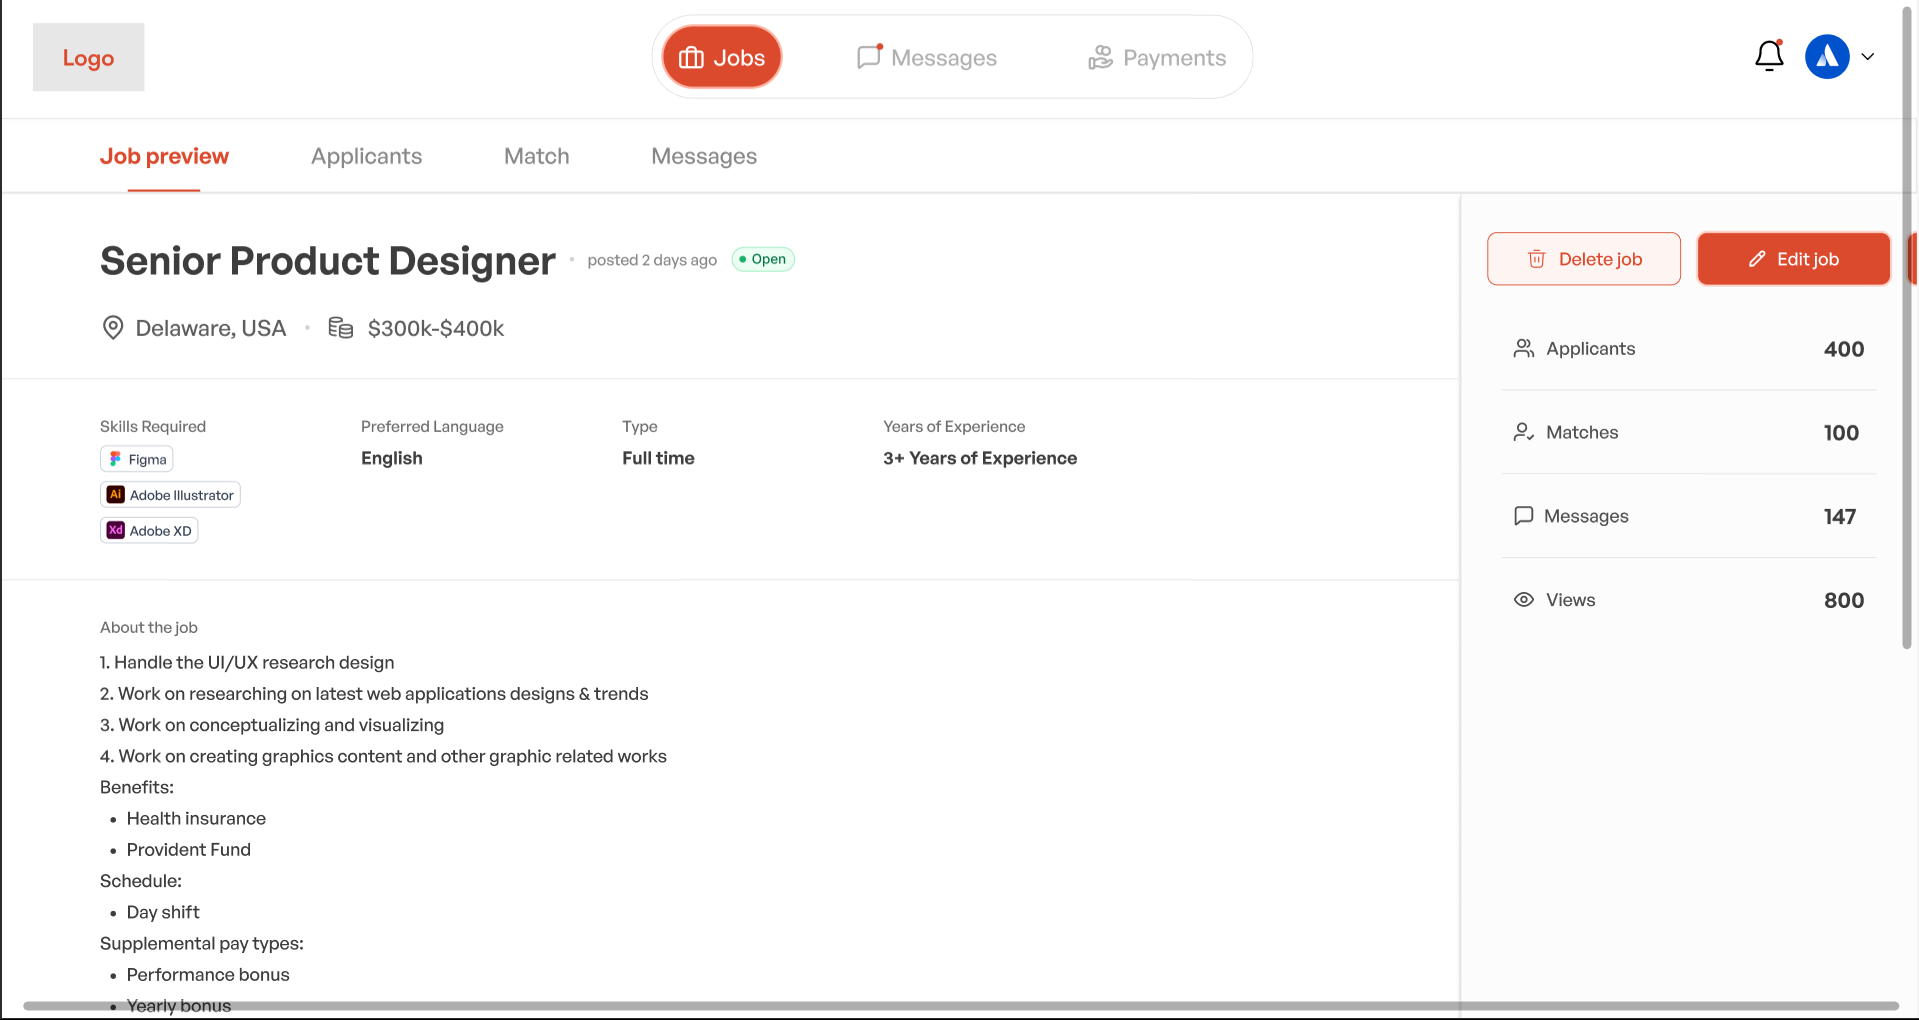 Logo
Jobs
Messages
Payments
Job preview
Applicants
Match
Messages
Senior Product Designer
posted 2 days ago
Open
Delaware, USA
$300k-$400k
Delete job
Edit job
Applicants 400
Matches 100
Messages 147
Views 800
Skills Required
Figma
Ai Adobe Illustrator
Xd Adobe XD
Preferred Language
English
Type
Full time
Years of Experience
3+ Years of Experience
About the job
1. Handle the UI/UX research design
2. Work on researching on latest web applications designs & trends
3. Work on conceptualizing and visualizing
4. Work on creating graphics content and other graphic related works
Benefits:
• Health insurance
• Provident Fund
Schedule:
• Day shift
Supplemental pay types:
• Performance bonus
• Yearly bonus